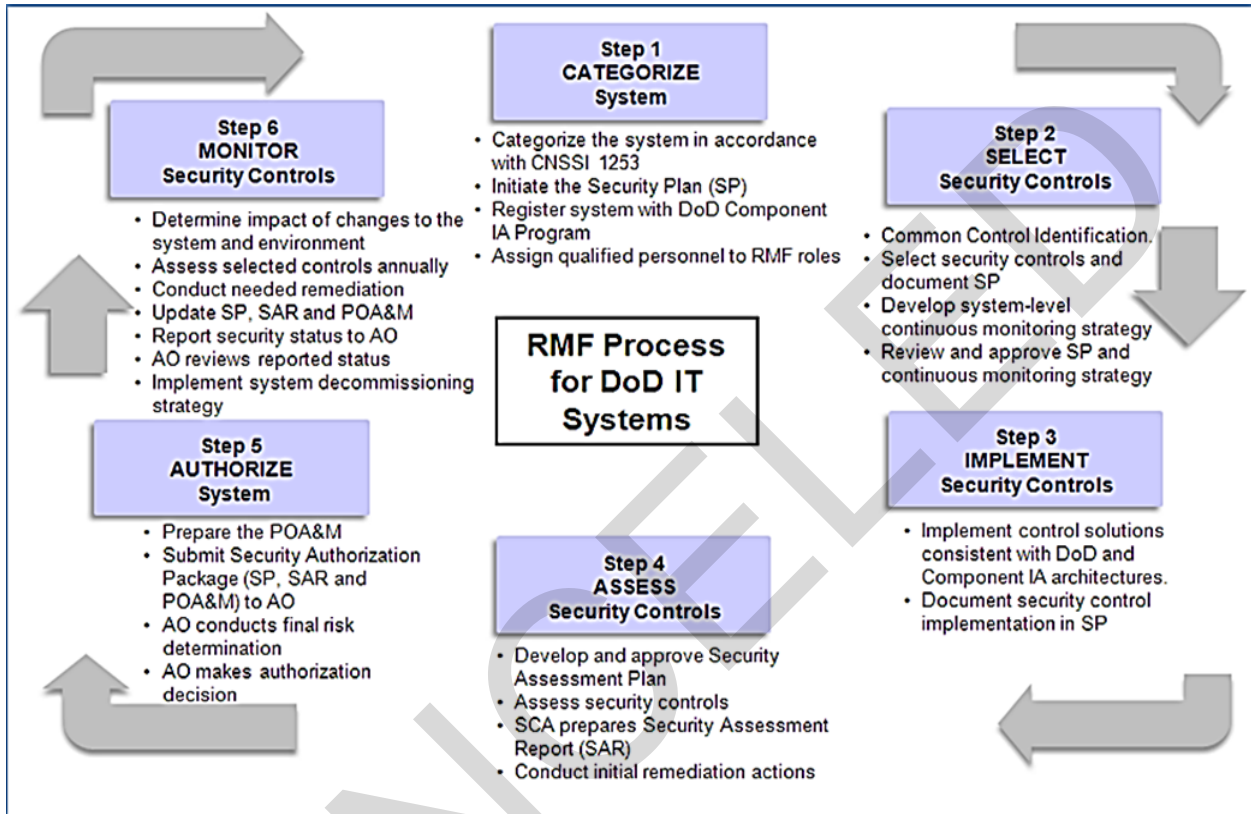 Step 1
CATEGORIZE
System
• Categorize the system in accordance
with CNSSI 1253
• Initiate the Security Plan (SP)
• Register system with DoD Component
IA Program
• Assign qualified personnel to RMF roles
Step 2
SELECT
Security Controls
• Common Control Identification.
• Select security controls and
document SP
• Develop system-level
continuous monitoring strategy
• Review and approve SP and
continuous monitoring strategy
Step 3
IMPLEMENT
Security Controls
• Implement control solutions
consistent with DoD and
Component IA architectures.
• Document security control
implementation in SP
Step 4
ASSESS
Security Controls
• Develop and approve Security
Assessment Plan
• Assess security controls
• SCA prepares Security Assessment
Report (SAR)
• Conduct initial remediation actions
Step 5
AUTHORIZE
System
• Prepare the POA&M
• Submit Security Authorization
Package (SP, SAR and
POA&M) to AO
• AO conducts final risk
determination
• AO makes authorization
decision
Step 6
MONITOR
Security Controls
• Determine impact of changes to the
system and environment
• Assess selected controls annually
• Conduct needed remediation
• Update SP, SAR and POA&M
• Report security status to AO
• AO reviews reported status
• Implement system decommissioning
strategy
RMF Process
for DoD IT
Systems
NCELED